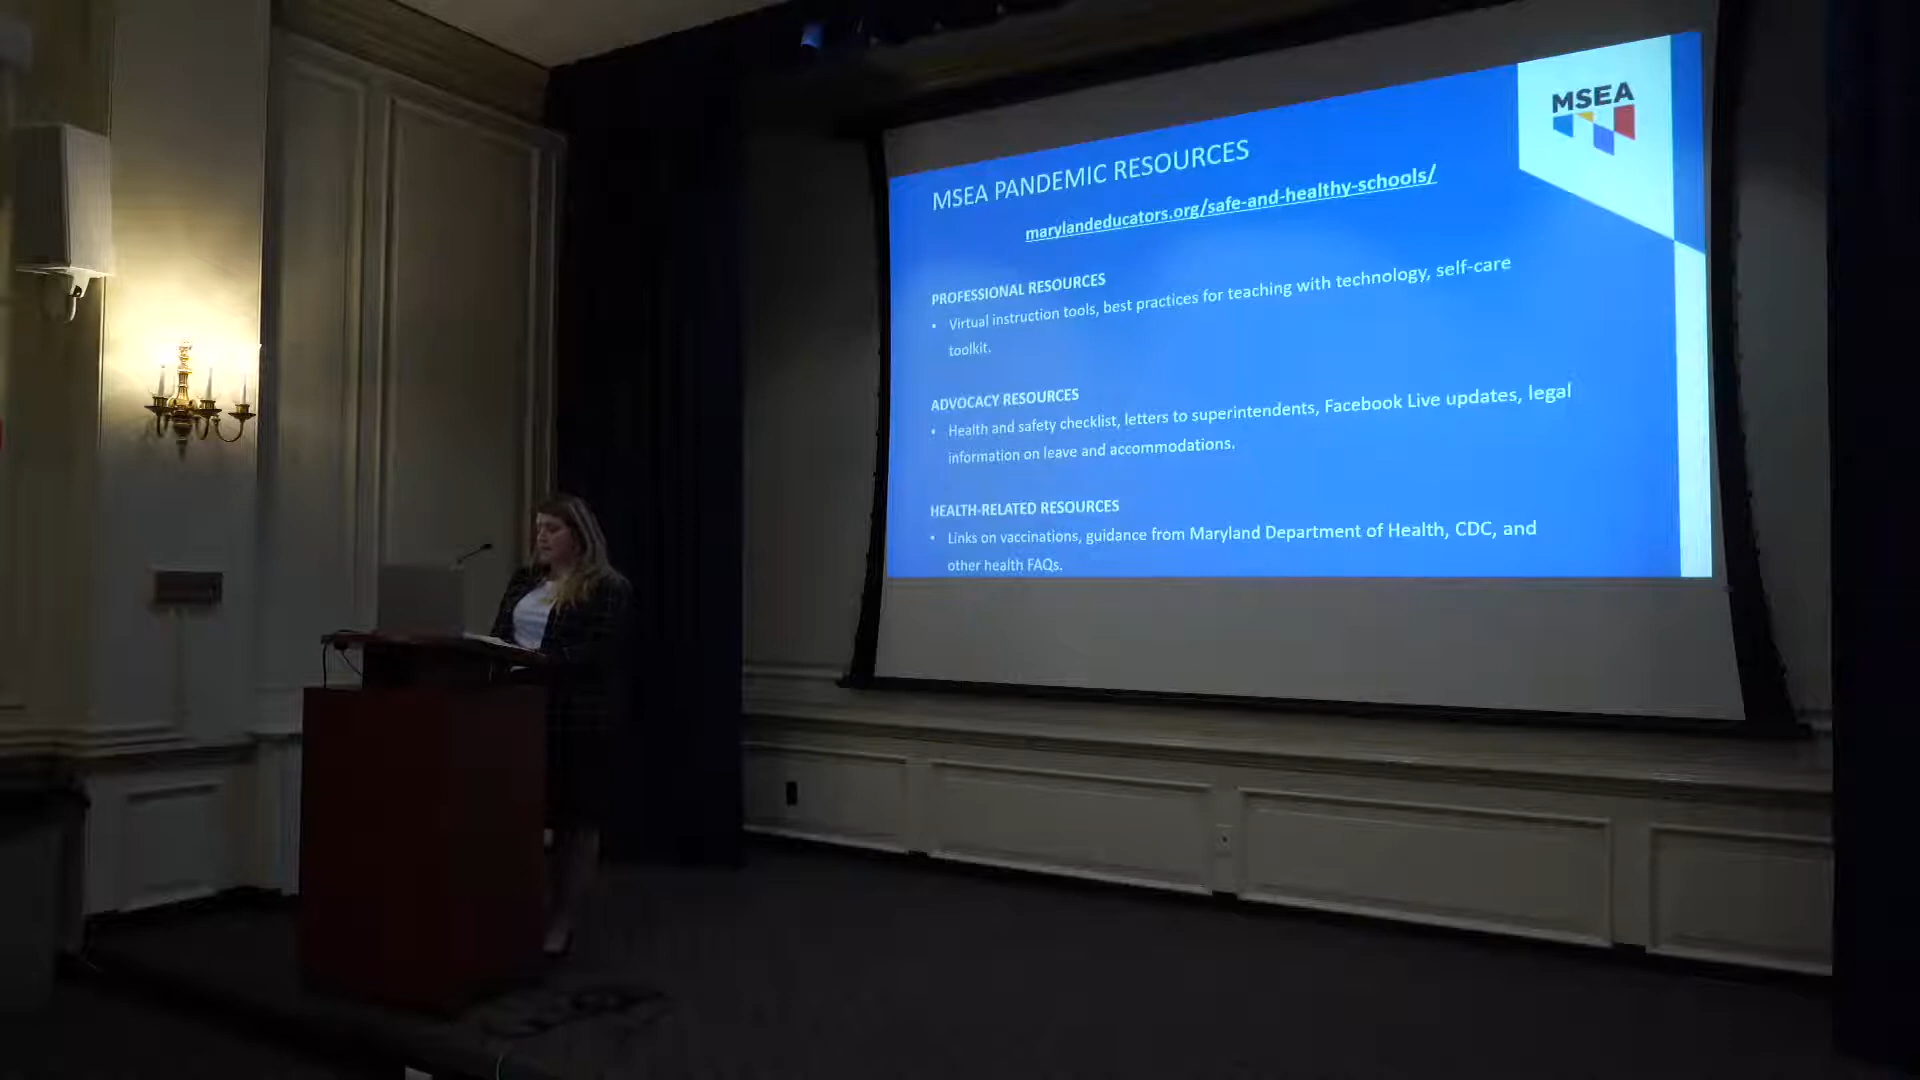 MSEA
MSEA PANDEMIC RESOURCES
marylandeducators.org/safe-and-healthy-schools/
PROFESSIONAL RESOURCES
• Virtual instruction tools, best practices for teaching with technology, self-care
toolkit.
ADVOCACY RESOURCES
• Health and safety checklist, letters to superintendents, Facebook Live updates, legal
information on leave and accommodations.
HEALTH-RELATED RESOURCES
• Links on vaccinations, guidance from Maryland Department of Health, CDC, and
other health FAQs.